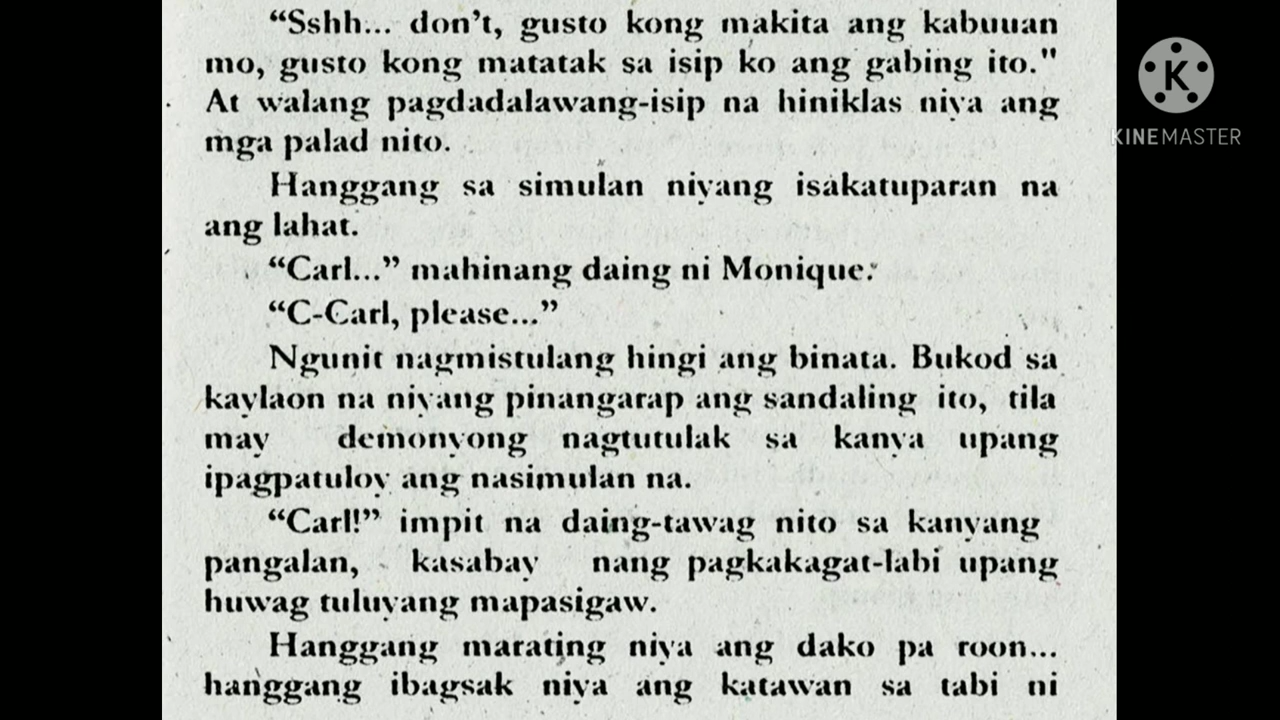 “Sshh... don’t, gusto kong makita ang kabuuan
mo, gusto kong matatak sa isip ko ang gabing ito."
At walang pagdadalawang-isip na hiniklas niya ang
mga palad nito.
Hanggang sa simulan niyang isakatuparan na
ang lahat.
“Carl...” mahinang daing ni Monique.
“C-Carl, please...”
Ngunit nagmistulang hingi ang binata. Bukod sa
kaylaon na niyang pinangarap ang sandaling ito, tila
may demonyong nagtutulak sa kanya upang
ipagpatuloy ang nasimulan na.
“Carl!” impit na daing-tawag nito sa kanyang
pangalan, kasabay nang pagkakagat-labi upang
huwag tuluyang mapasigaw.
Hanggang marating niya ang dako pa roon...
hanggang ibagsak niya ang katawan sa tabi ni
KINEMASTER